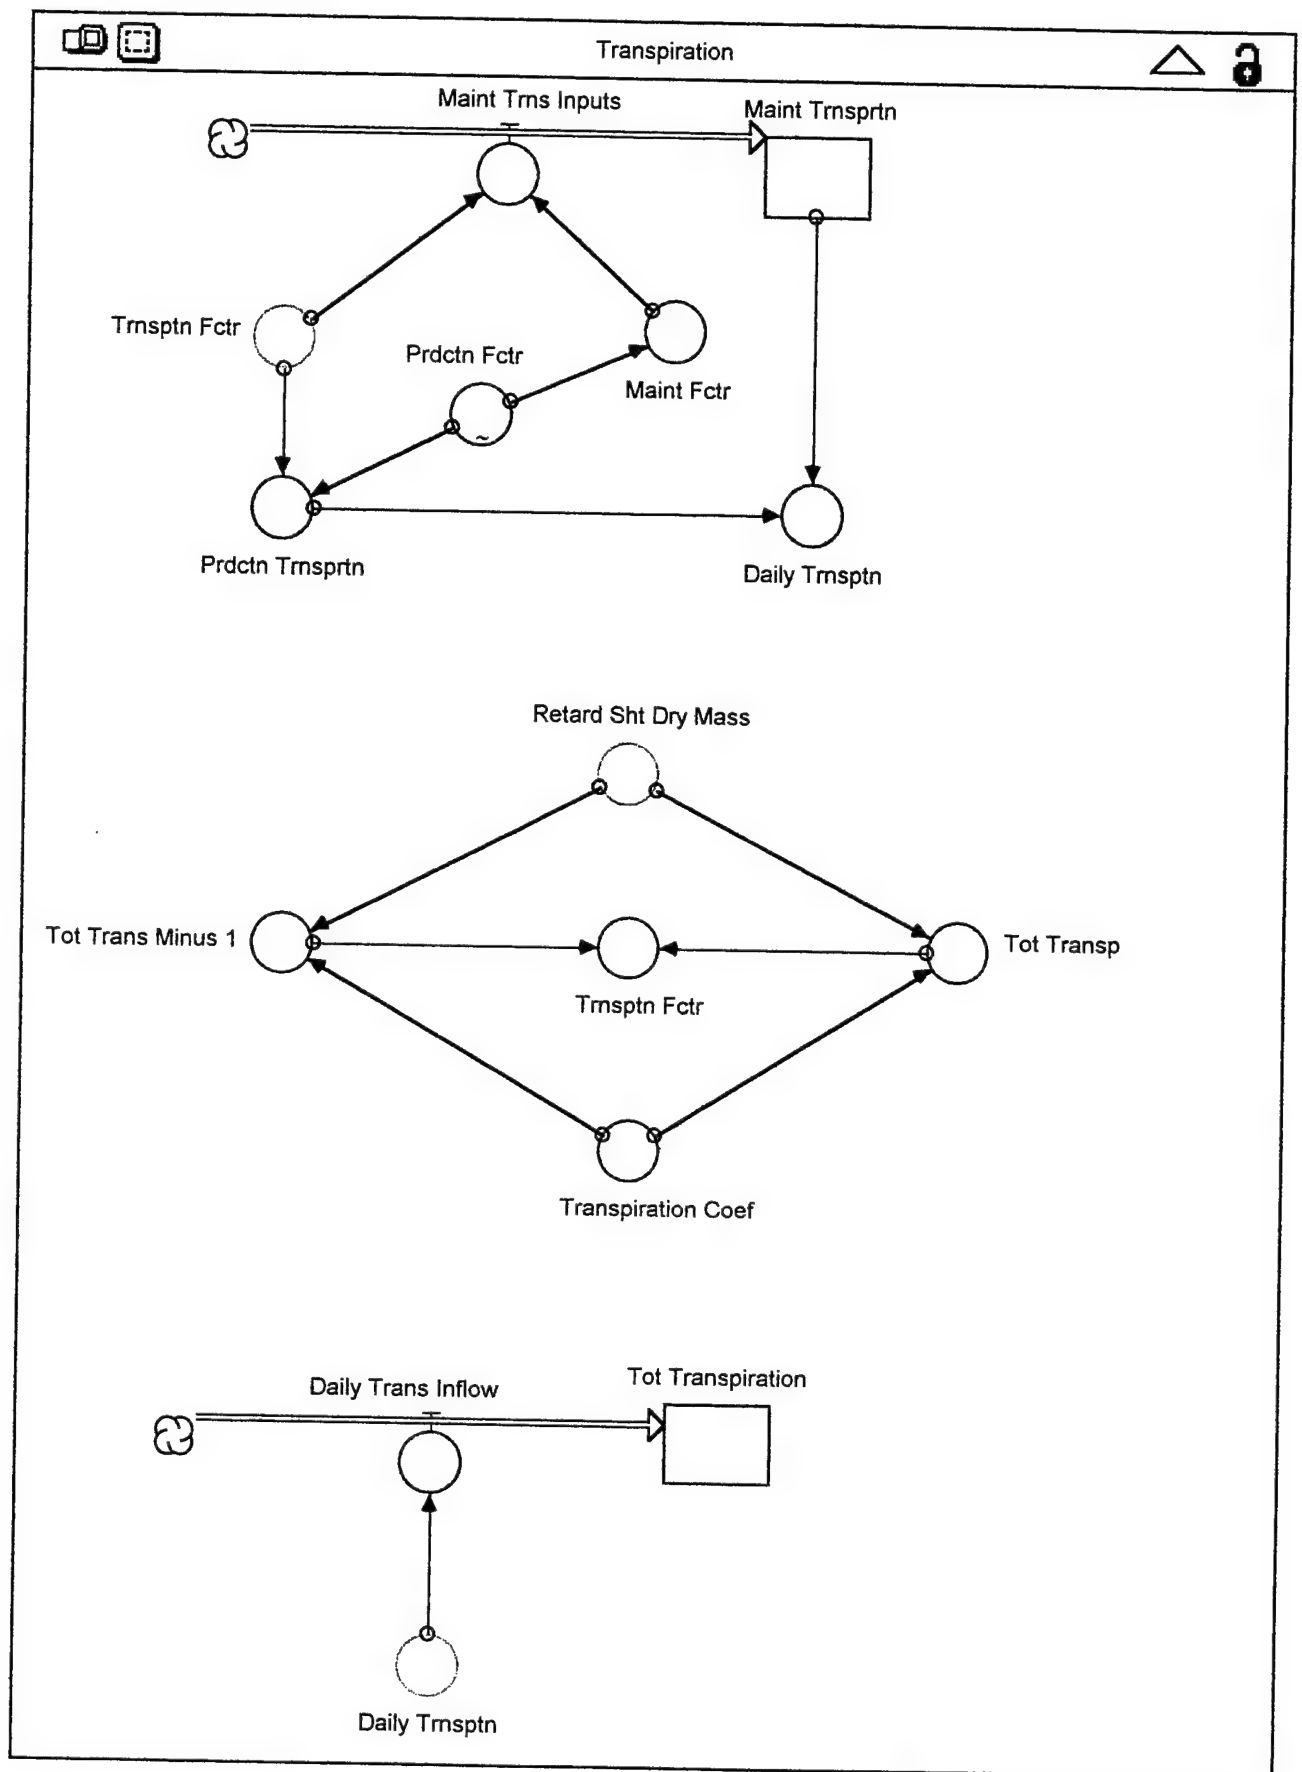 Transpiration
Maint Trns Inputs
Maint Trnsprtn
Trnsptn Fctr
Prdctn Fctr
Maint Fctr
~
Prdctn Trnsprtn
Daily Trnsptn
Retard Sht Dry Mass
Tot Trans Minus 1
Tot Transp
Trnsptn Fctr
Transpiration Coef
Daily Trans Inflow
Tot Transpiration
Daily Trnsptn